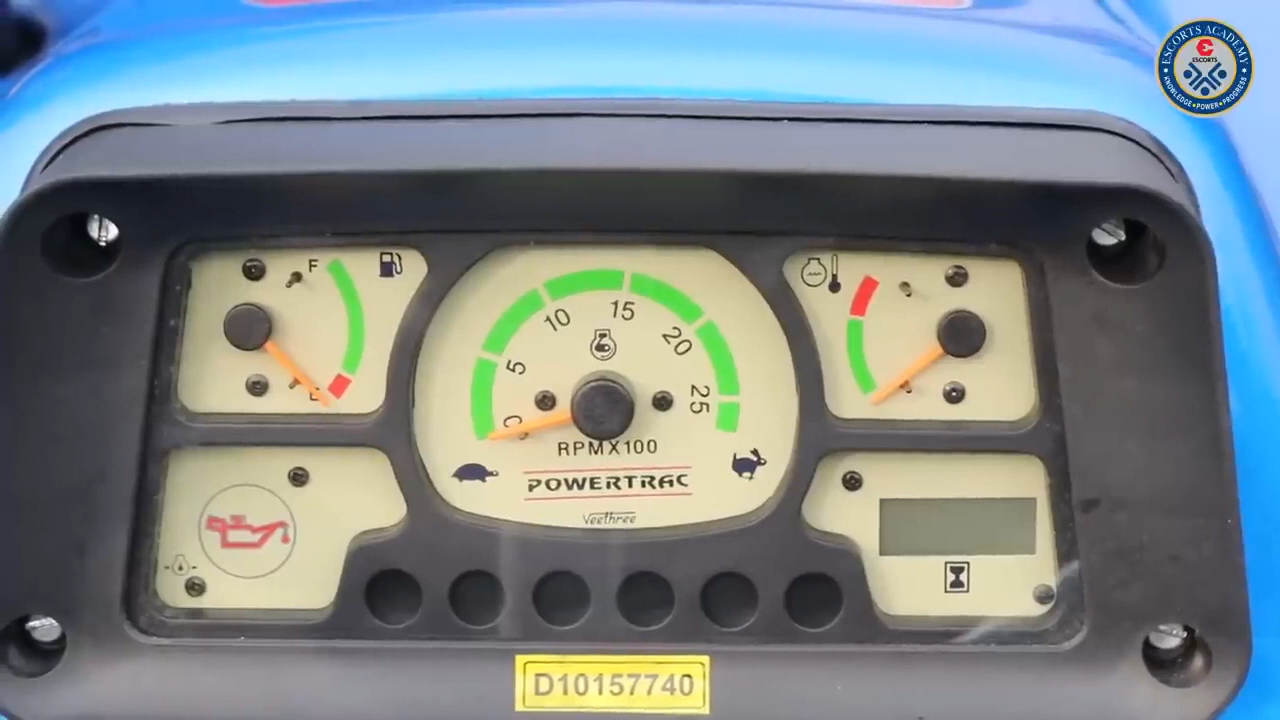 ESCORTS ACADEMY
ESCORTS
KNOWLEDGE • POWER • PROGRESS
F
E
0 5 10 15 20 25
RPMX100
POWERTRAC
Veethree
D10157740